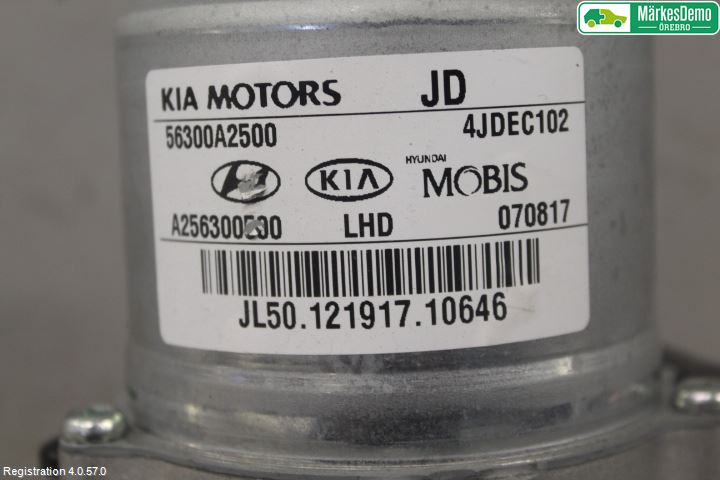 MärkesDemo
ÖREBRO
KIA MOTORS JD
56300A2500 4JDEC102
KIA HYUNDAI MOBIS
LHD 070817
JL50.121917.10646
Registration 4.0.57.0